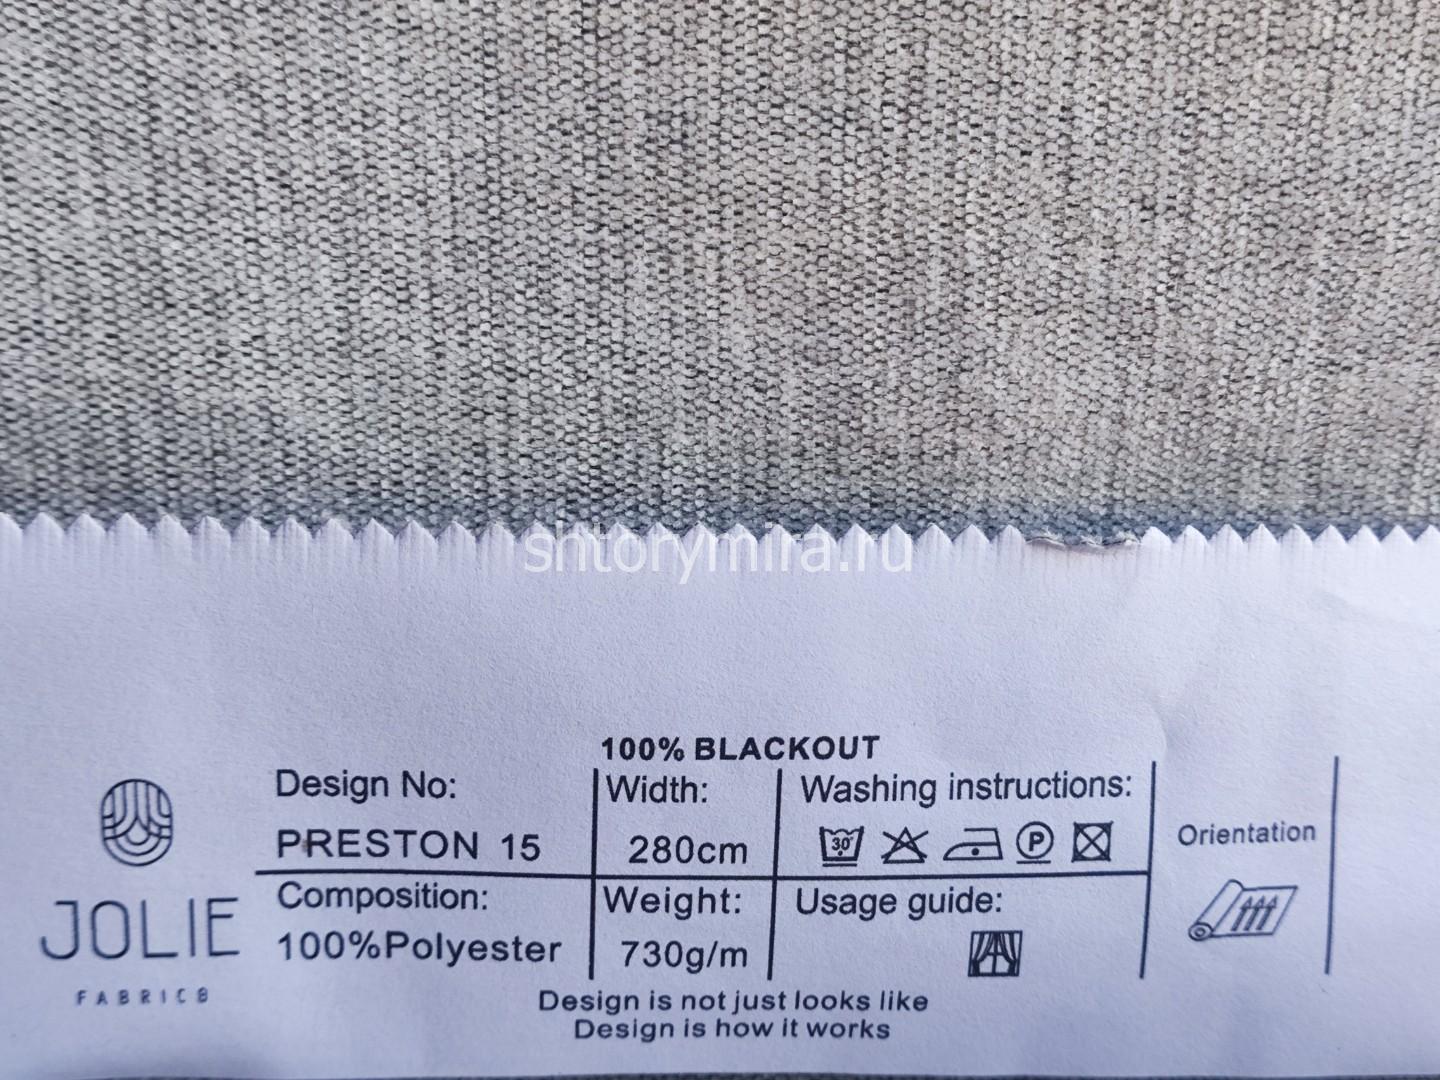 shtorymira.ru
100% BLACKOUT
Design No:
PRESTON 15
Width:
280cm
Washing instructions:
30°
P
Orientation
Composition:
100%Polyester
Weight:
730g/m
Usage guide:
JOLIE
FABRICS
Design is not just looks like
Design is how it works